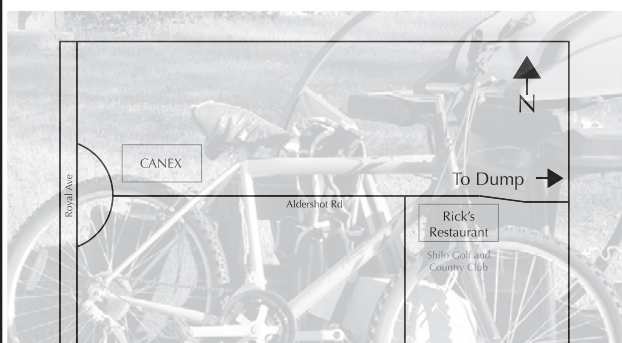 N
CANEX
To Dump
Royal Ave
Aldershot Rd
Rick's
Restaurant
Shilo Golf and
Country Club